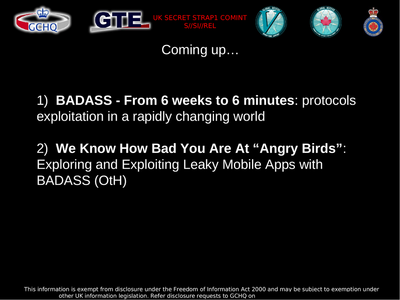 GCHQ
GTE
UK SECRET STRAP1 COMINT
Coming up…
1) BADASS - From 6 weeks to 6 minutes: protocols
exploitation in a rapidly changing world
2) We Know How Bad You Are At “Angry Birds”:
Exploring and Exploiting Leaky Mobile Apps with
BADASS (OtH)
This information is exempt from disclosure under the Freedom of Information Act 2000 and may be subject to exemption under
other UK information legislation. Refer disclosure requests to GCHQ on